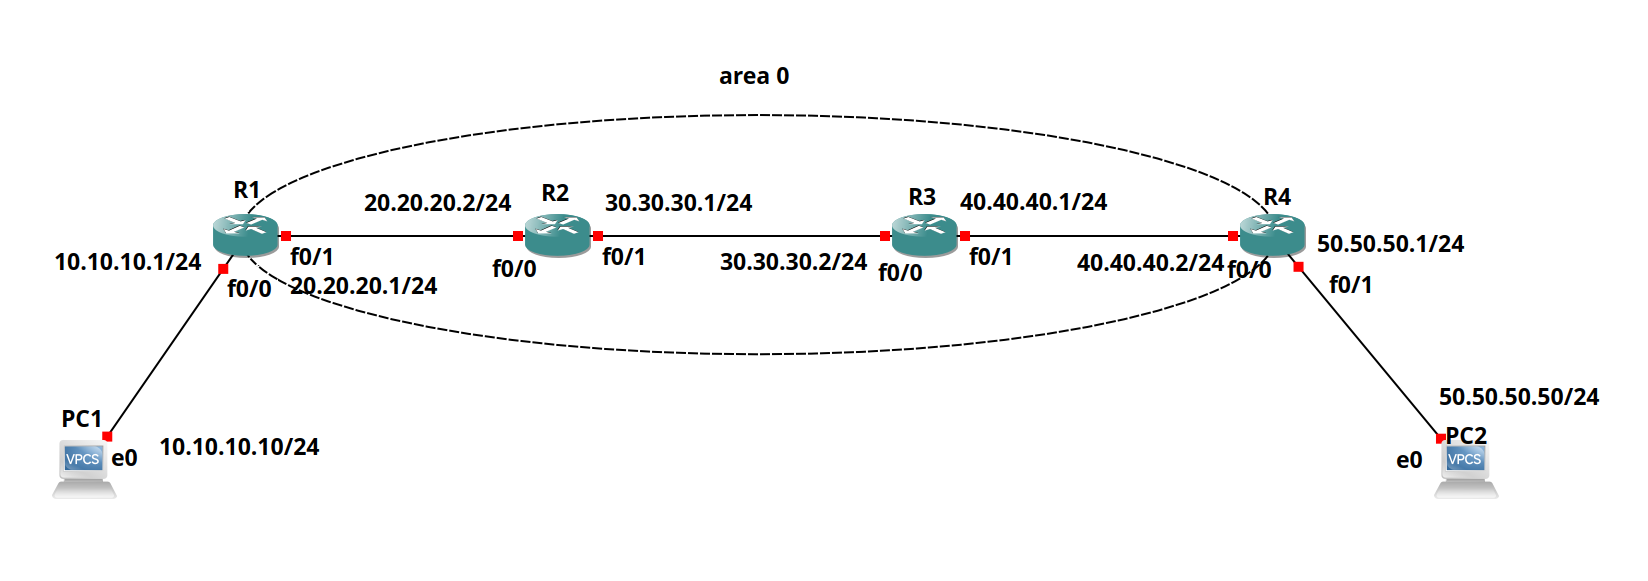 area 0
R1
R2
R3
R4
20.20.20.2/24
30.30.30.1/24
40.40.40.1/24
50.50.50.1/24
10.10.10.1/24
f0/1
f0/0
f0/1
30.30.30.2/24
f0/0
f0/1
40.40.40.2/24
f0/0
f0/0
20.20.20.1/24
f0/1
50.50.50.50/24
PC1
10.10.10.10/24
PC2
VPCS
e0
e0
VPCS